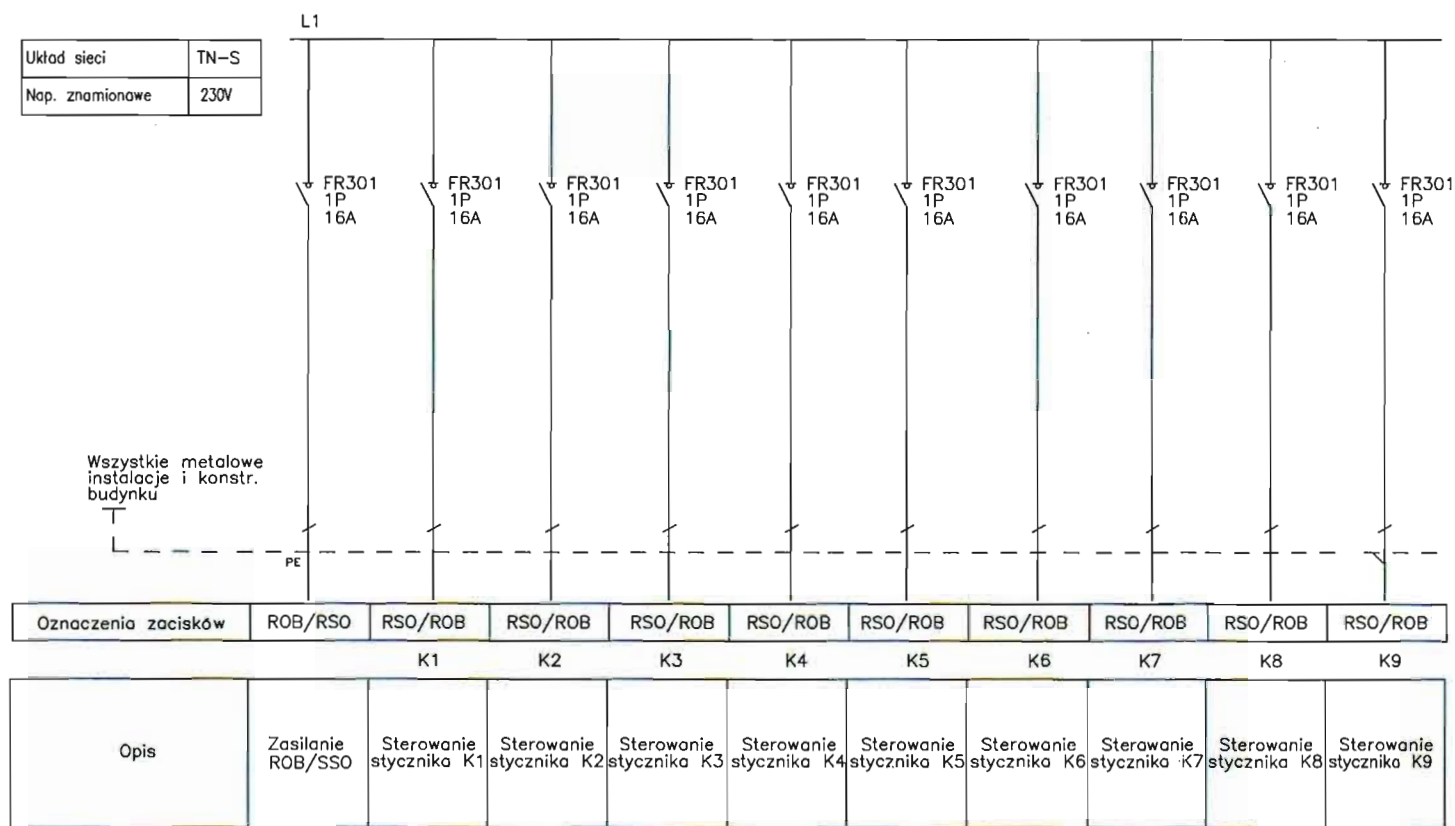 L1
Układ sieci TN-S
Nap. znamionowe 230V
FR301 FR301 FR301 FR301 FR301 FR301 FR301 FR301 FR301 FR301
1P 1P 1P 1P 1P 1P 1P 1P 1P 1P
16A 16A 16A 16A 16A 16A 16A 16A 16A 16A
Wszystkie metalowe
instalacje i konstr.
budynku
PE
Oznaczenia zacisków ROB/RSO RSO/ROB RSO/ROB RSO/ROB RSO/ROB RSO/ROB RSO/ROB RSO/ROB RSO/ROB RSO/ROB
K1 K2 K3 K4 K5 K6 K7 K8 K9
Opis
Zasilanie
ROB/SSO
Sterowanie
stycznika K1
Sterowanie
stycznika K2
Sterowanie
stycznika K3
Sterowanie
stycznika K4
Sterowanie
stycznika K5
Sterowanie
stycznika K6
Sterowanie
stycznika K7
Sterowanie
stycznika K8
Sterowanie
stycznika K9